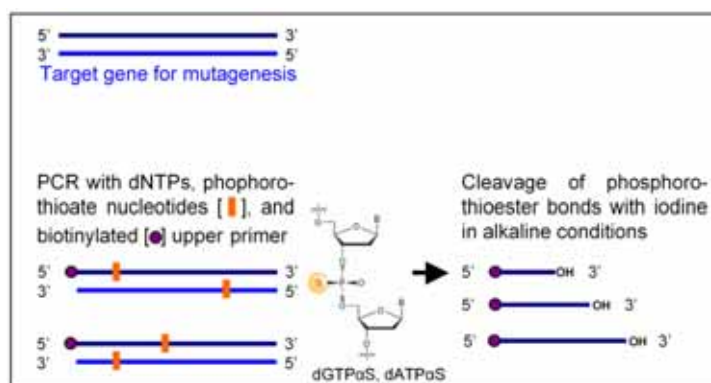 5' 3'
3' 5'
Target gene for mutagenesis
PCR with dNTPs, phophoro-
thioate nucleotides [ ], and
biotinylated [ ] upper primer
Cleavage of phosphoro-
thioester bonds with iodine
in alkaline conditions
5' 3'
3' 5'
5' 3'
3' 5'
O
O
O
S P O
O
O
O
dGTPαS, dATPαS
5' OH 3'
5' OH 3'
5' OH 3'